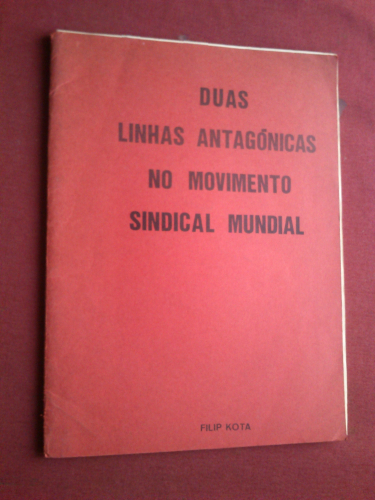 DUAS
LINHAS ANTAGÓNICAS
NO MOVIMENTO
SINDICAL MUNDIAL
FILIP KOTA